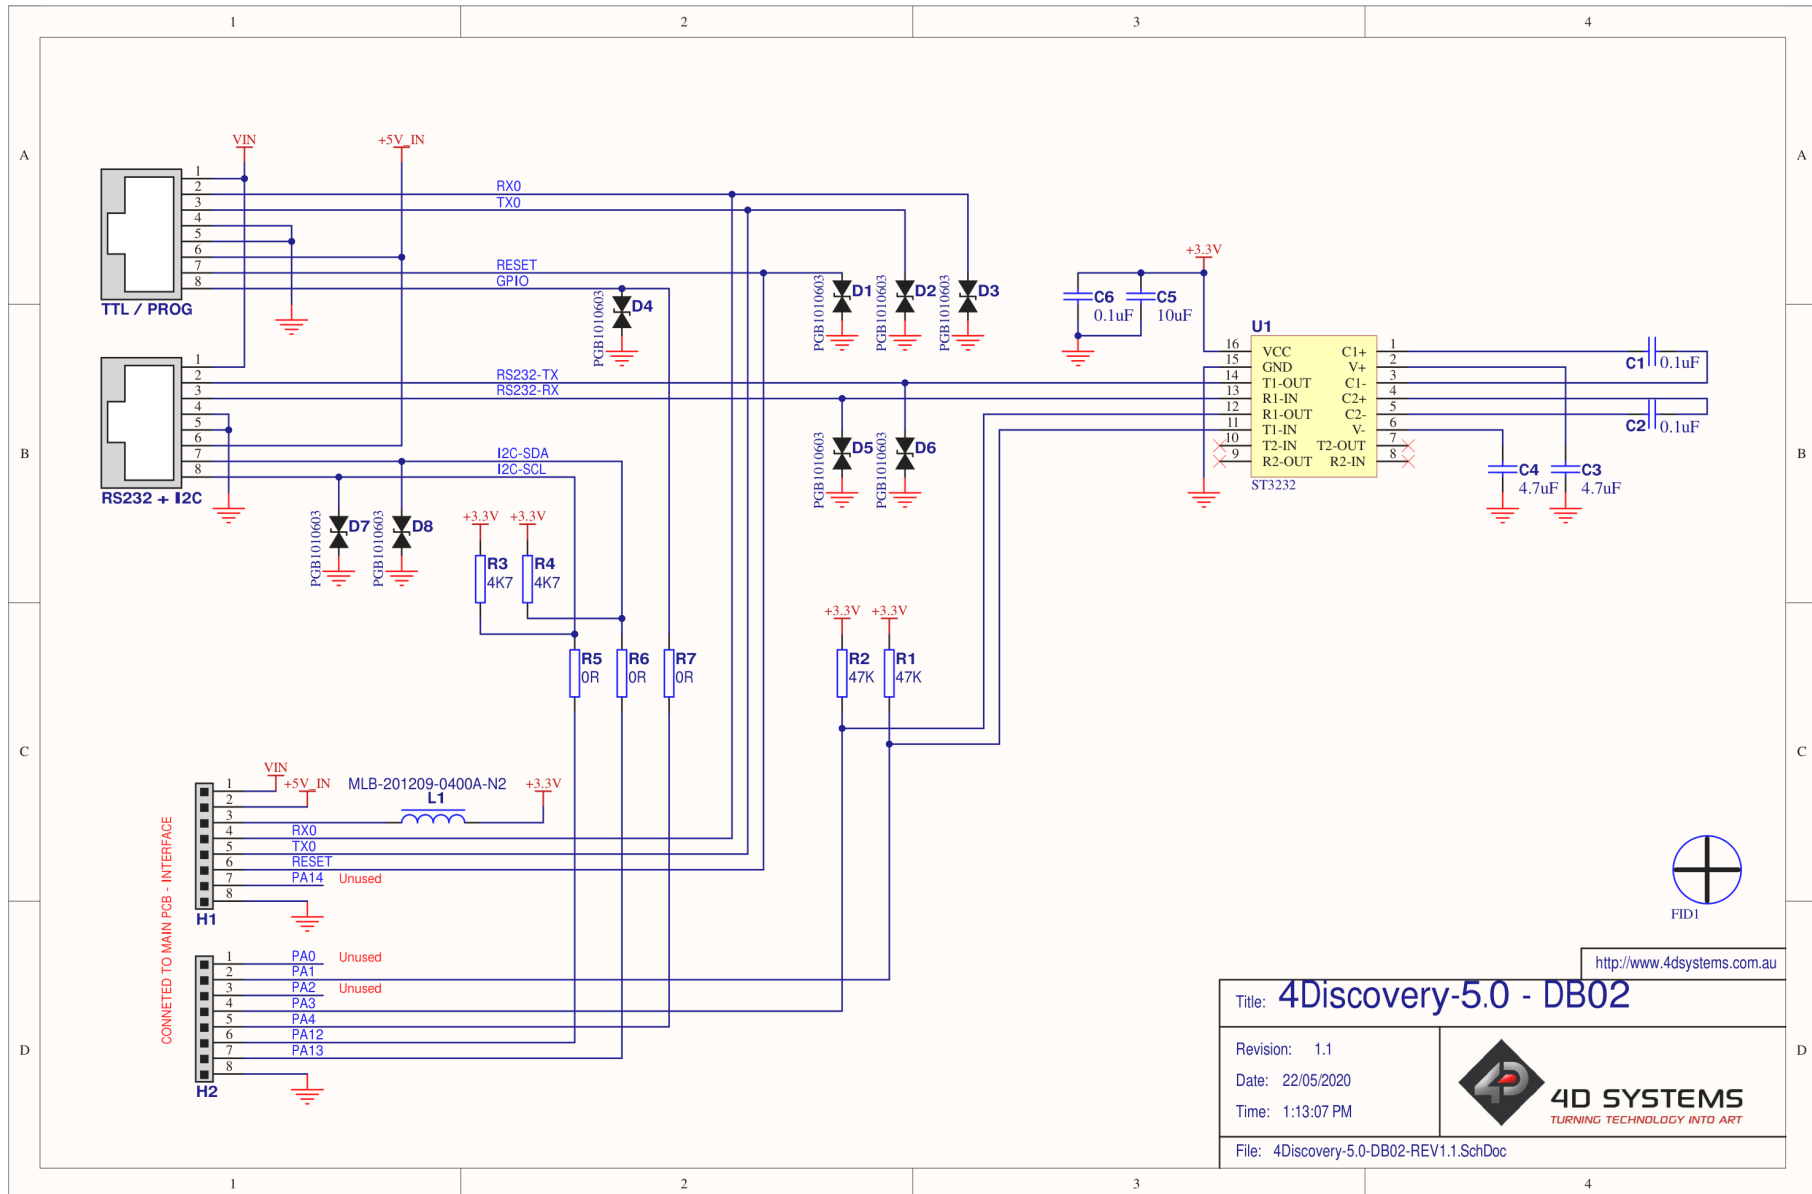 1 2 3 4
A A
VIN
+5V_IN
1
2
3
4
5
6
7
8
TTL / PROG
RX0
TX0
RESET
GPIO
PGB1010603 D4
PGB1010603 D1
PGB1010603 D2
PGB1010603 D3
+3.3V
C6 0.1uF
C5 10uF
1
2
3
4
5
6
7
8
RS232 + I2C
RS232-TX
RS232-RX
I2C-SDA
I2C-SCL
B B
PGB1010603 D5
PGB1010603 D6
PGB1010603 D7
PGB1010603 D8
U1
16 VCC C1+ 1
15 GND V+ 2
14 T1-OUT C1- 3
13 R1-IN C2+ 4
12 R1-OUT C2- 5
11 T1-IN V- 6
10 T2-IN T2-OUT 7
9 R2-OUT R2-IN 8
ST3232
C1 0.1uF
C2 0.1uF
C4 4.7uF
C3 4.7uF
+3.3V +3.3V
R3 4K7
R4 4K7
+3.3V +3.3V
R5 0R
R6 0R
R7 0R
R2 47K
R1 47K
C C
VIN
+5V_IN
MLB-201209-0400A-N2
L1
+3.3V
1
2
3
4 RX0
5 TX0
6 RESET
7 PA14 Unused
8
H1
CONNETED TO MAIN PCB - INTERFACE
1 PA0 Unused
2 PA1
3 PA2 Unused
4 PA3
5 PA4
6 PA12
7 PA13
8
H2
FID1
D D
http://www.4dsystems.com.au
Title: 4Discovery-5.0 - DB02
Revision: 1.1
Date: 22/05/2020
Time: 1:13:07 PM
4D SYSTEMS
TURNING TECHNOLOGY INTO ART
File: 4Discovery-5.0-DB02-REV1.1.SchDoc
1 2 3 4